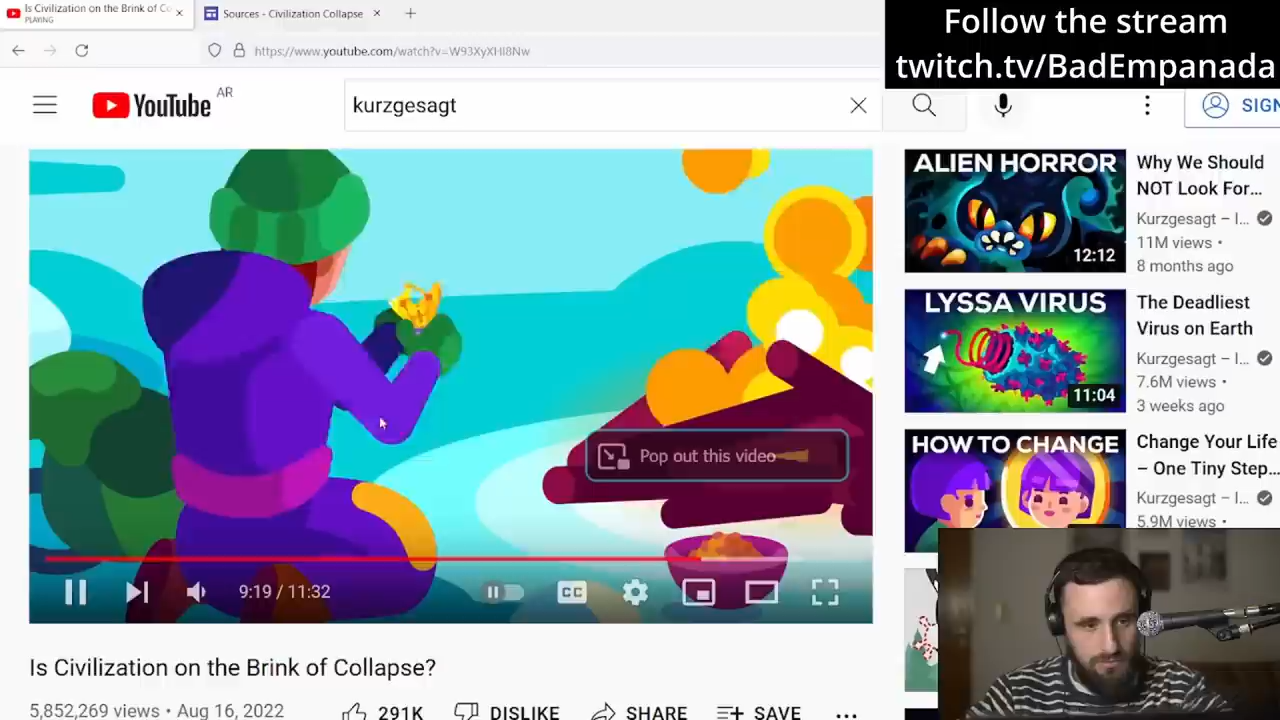 Is Civilization on the Brink of Co
PLAYING
Sources - Civilization Collapse
Follow the stream
twitch.tv/BadEmpanada
https://www.youtube.com/watch?v=W93XyXHI8Nw
YouTube AR
kurzgesagt
SIGN
Pop out this video
CC
9:19 / 11:32
Is Civilization on the Brink of Collapse?
5,852,269 views • Aug 16, 2022
291K
DISLIKE
SHARE
SAVE
ALIEN HORROR
12:12
Why We Should
NOT Look For...
Kurzgesagt – I...
11M views •
8 months ago
LYSSA VIRUS
11:04
The Deadliest
Virus on Earth
Kurzgesagt – I...
7.6M views •
3 weeks ago
HOW TO CHANGE
Change Your Life
– One Tiny Step...
Kurzgesagt – I...
5.9M views •